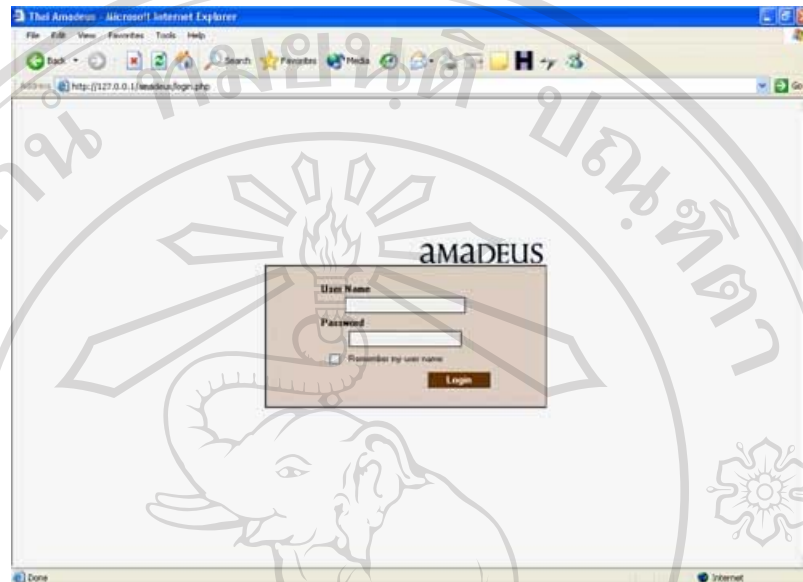 Thai Amadeus - Microsoft Internet Explorer
File Edit View Favorites Tools Help
Back Search Favorites Media
Address http://127.0.0.1/amadeus/login.php Go
aMaDEUS
User Name
Password
Remember my user name
Login
Done Internet